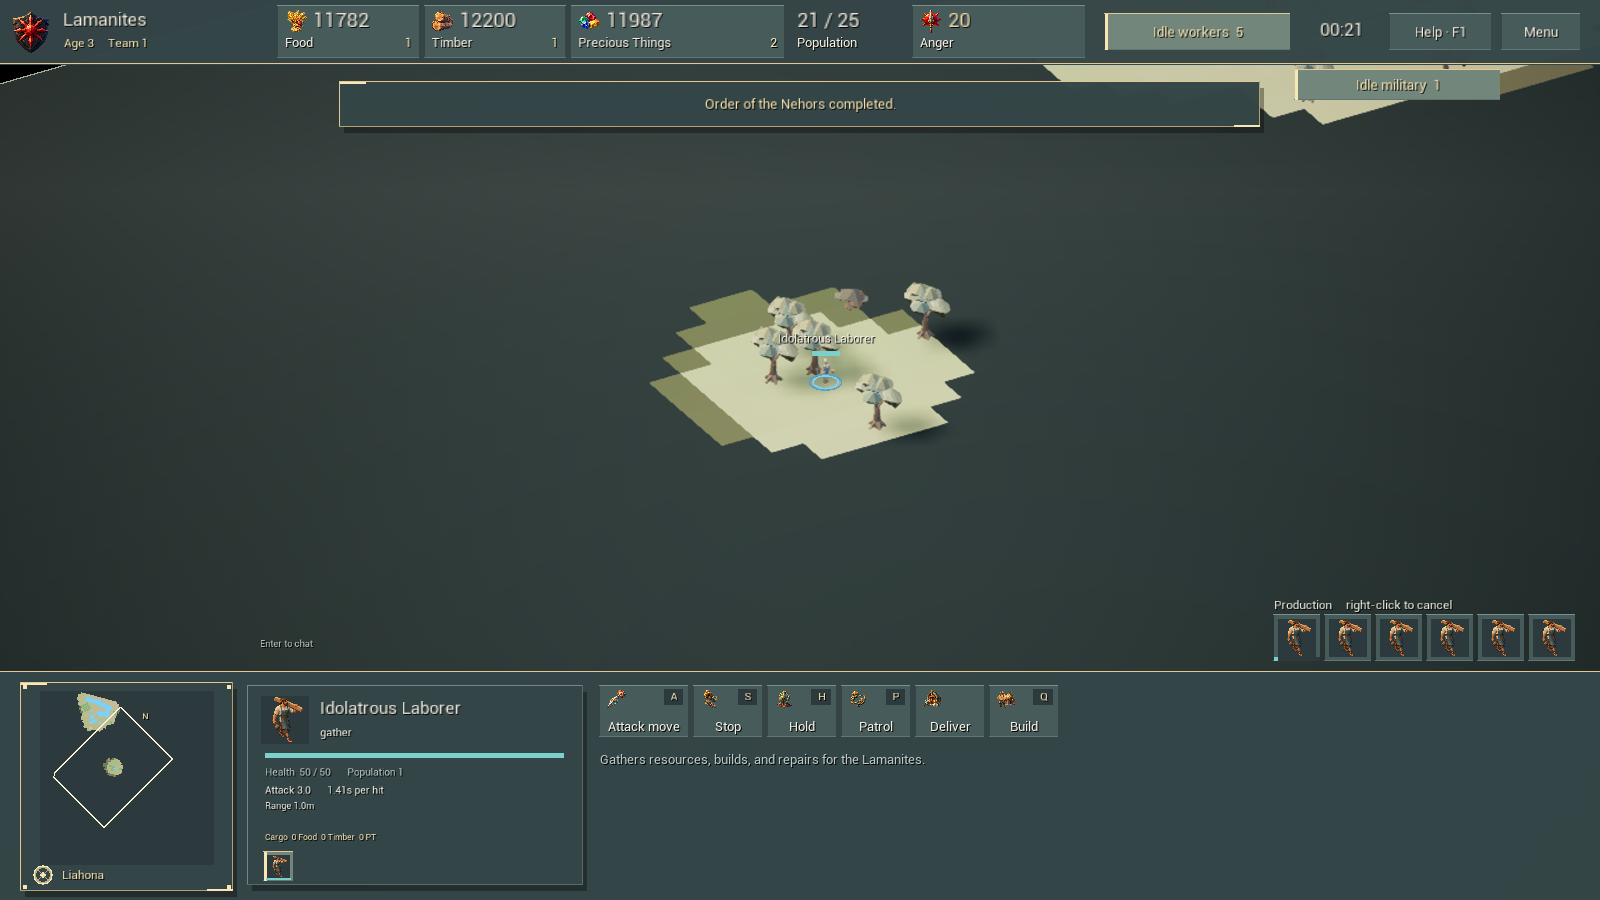 Lamanites
Age 3 Team 1
11782
Food 1
12200
Timber 1
11987
Precious Things 2
21 / 25
Population
20
Anger
Idle workers 5
00:21
Help · F1
Menu
Idle military 1
Order of the Nehors completed.
Idolatrous Laborer
Production right-click to cancel
Enter to chat
N
Liahona
Idolatrous Laborer
gather
Health 50 / 50 Population 1
Attack 3.0 1.41s per hit
Range 1.0m
Cargo 0 Food 0 Timber 0 PT
A
Attack move
S
Stop
H
Hold
P
Patrol
Deliver
Q
Build
Gathers resources, builds, and repairs for the Lamanites.